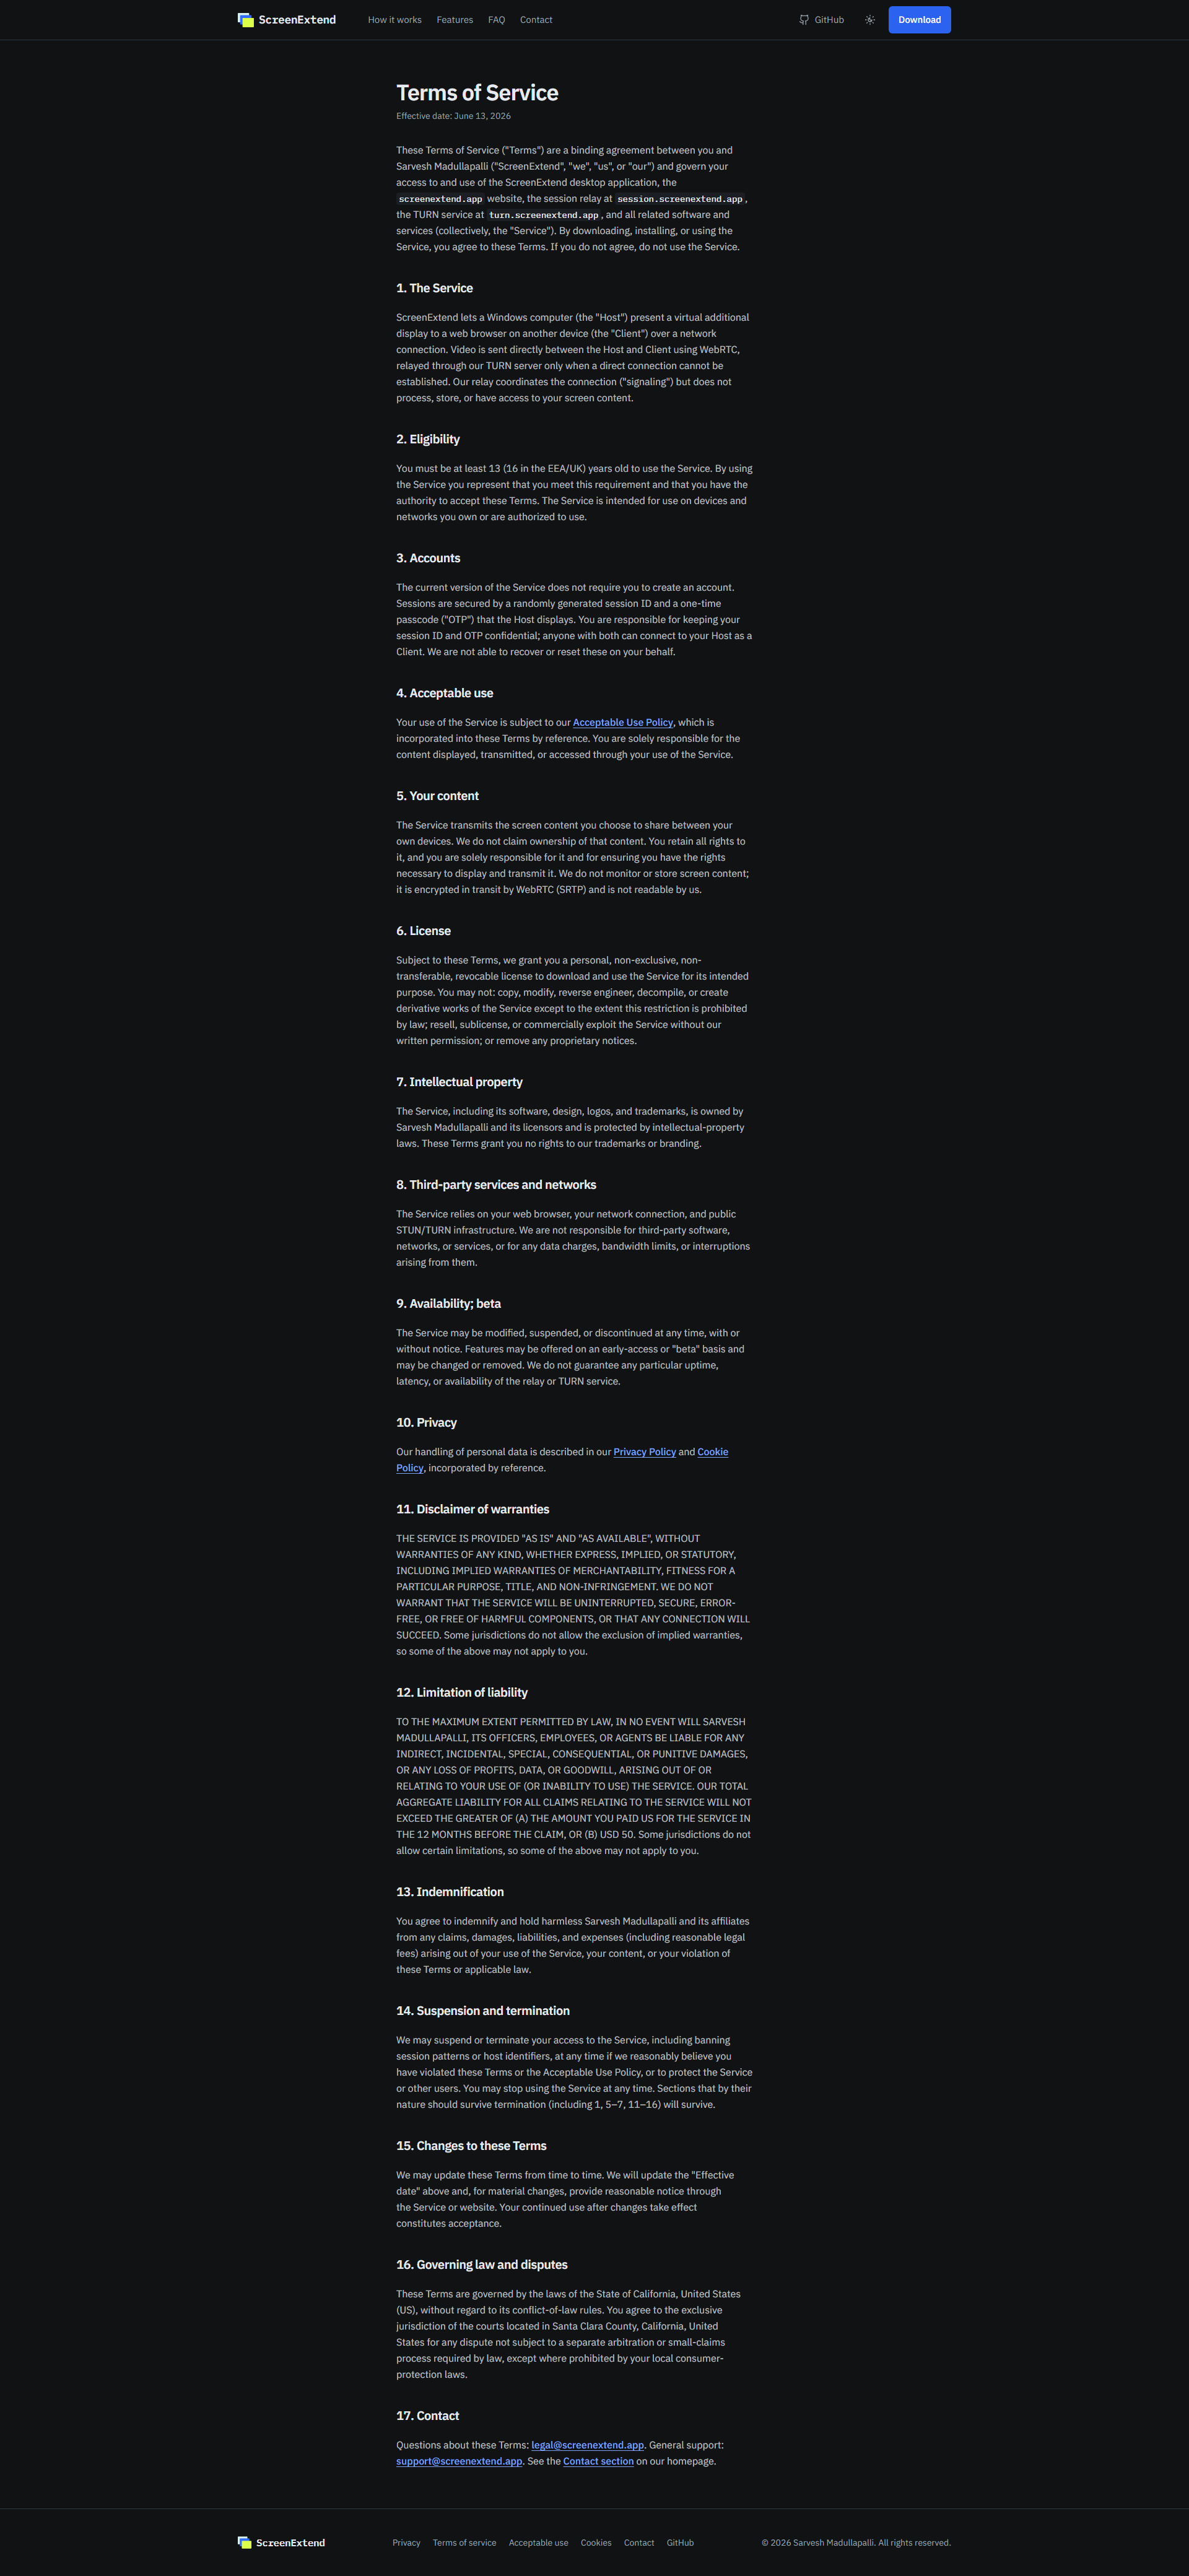 ScreenExtend How it works Features FAQ Contact GitHub Download
Terms of Service
Effective date: June 13, 2026
These Terms of Service ("Terms") are a binding agreement between you and
Sarvesh Madullapalli ("ScreenExtend", "we", "us", or "our") and govern your
access to and use of the ScreenExtend desktop application, the
screenextend.app website, the session relay at session.screenextend.app,
the TURN service at turn.screenextend.app, and all related software and
services (collectively, the "Service"). By downloading, installing, or using the
Service, you agree to these Terms. If you do not agree, do not use the Service.
1. The Service
ScreenExtend lets a Windows computer (the "Host") present a virtual additional
display to a web browser on another device (the "Client") over a network
connection. Video is sent directly between the Host and Client using WebRTC,
relayed through our TURN server only when a direct connection cannot be
established. Our relay coordinates the connection ("signaling") but does not
process, store, or have access to your screen content.
2. Eligibility
You must be at least 13 (16 in the EEA/UK) years old to use the Service. By using
the Service you represent that you meet this requirement and that you have the
authority to accept these Terms. The Service is intended for use on devices and
networks you own or are authorized to use.
3. Accounts
The current version of the Service does not require you to create an account.
Sessions are secured by a randomly generated session ID and a one-time
passcode ("OTP") that the Host displays. You are responsible for keeping your
session ID and OTP confidential; anyone with both can connect to your Host as a
Client. We are not able to recover or reset these on your behalf.
4. Acceptable use
Your use of the Service is subject to our Acceptable Use Policy, which is
incorporated into these Terms by reference. You are solely responsible for the
content displayed, transmitted, or accessed through your use of the Service.
5. Your content
The Service transmits the screen content you choose to share between your
own devices. We do not claim ownership of that content. You retain all rights to
it, and you are solely responsible for it and for ensuring you have the rights
necessary to display and transmit it. We do not monitor or store screen content;
it is encrypted in transit by WebRTC (SRTP) and is not readable by us.
6. License
Subject to these Terms, we grant you a personal, non-exclusive, non-
transferable, revocable license to download and use the Service for its intended
purpose. You may not: copy, modify, reverse engineer, decompile, or create
derivative works of the Service except to the extent this restriction is prohibited
by law; resell, sublicense, or commercially exploit the Service without our
written permission; or remove any proprietary notices.
7. Intellectual property
The Service, including its software, design, logos, and trademarks, is owned by
Sarvesh Madullapalli and its licensors and is protected by intellectual-property
laws. These Terms grant you no rights to our trademarks or branding.
8. Third-party services and networks
The Service relies on your web browser, your network connection, and public
STUN/TURN infrastructure. We are not responsible for third-party software,
networks, or services, or for any data charges, bandwidth limits, or interruptions
arising from them.
9. Availability; beta
The Service may be modified, suspended, or discontinued at any time, with or
without notice. Features may be offered on an early-access or "beta" basis and
may be changed or removed. We do not guarantee any particular uptime,
latency, or availability of the relay or TURN service.
10. Privacy
Our handling of personal data is described in our Privacy Policy and Cookie
Policy, incorporated by reference.
11. Disclaimer of warranties
THE SERVICE IS PROVIDED "AS IS" AND "AS AVAILABLE", WITHOUT
WARRANTIES OF ANY KIND, WHETHER EXPRESS, IMPLIED, OR STATUTORY,
INCLUDING IMPLIED WARRANTIES OF MERCHANTABILITY, FITNESS FOR A
PARTICULAR PURPOSE, TITLE, AND NON-INFRINGEMENT. WE DO NOT
WARRANT THAT THE SERVICE WILL BE UNINTERRUPTED, SECURE, ERROR-
FREE, OR FREE OF HARMFUL COMPONENTS, OR THAT ANY CONNECTION WILL
SUCCEED. Some jurisdictions do not allow the exclusion of implied warranties,
so some of the above may not apply to you.
12. Limitation of liability
TO THE MAXIMUM EXTENT PERMITTED BY LAW, IN NO EVENT WILL SARVESH
MADULLAPALLI, ITS OFFICERS, EMPLOYEES, OR AGENTS BE LIABLE FOR ANY
INDIRECT, INCIDENTAL, SPECIAL, CONSEQUENTIAL, OR PUNITIVE DAMAGES,
OR ANY LOSS OF PROFITS, DATA, OR GOODWILL, ARISING OUT OF OR
RELATING TO YOUR USE OF (OR INABILITY TO USE) THE SERVICE. OUR TOTAL
AGGREGATE LIABILITY FOR ALL CLAIMS RELATING TO THE SERVICE WILL NOT
EXCEED THE GREATER OF (A) THE AMOUNT YOU PAID US FOR THE SERVICE IN
THE 12 MONTHS BEFORE THE CLAIM, OR (B) USD 50. Some jurisdictions do not
allow certain limitations, so some of the above may not apply to you.
13. Indemnification
You agree to indemnify and hold harmless Sarvesh Madullapalli and its affiliates
from any claims, damages, liabilities, and expenses (including reasonable legal
fees) arising out of your use of the Service, your content, or your violation of
these Terms or applicable law.
14. Suspension and termination
We may suspend or terminate your access to the Service, including banning
session patterns or host identifiers, at any time if we reasonably believe you
have violated these Terms or the Acceptable Use Policy, or to protect the Service
or other users. You may stop using the Service at any time. Sections that by their
nature should survive termination (including 1, 5–7, 11–16) will survive.
15. Changes to these Terms
We may update these Terms from time to time. We will update the "Effective
date" above and, for material changes, provide reasonable notice through
the Service or website. Your continued use after changes take effect
constitutes acceptance.
16. Governing law and disputes
These Terms are governed by the laws of the State of California, United States
(US), without regard to its conflict-of-law rules. You agree to the exclusive
jurisdiction of the courts located in Santa Clara County, California, United
States for any dispute not subject to a separate arbitration or small-claims
process required by law, except where prohibited by your local consumer-
protection laws.
17. Contact
Questions about these Terms: legal@screenextend.app. General support:
support@screenextend.app. See the Contact section on our homepage.
ScreenExtend Privacy Terms of service Acceptable use Cookies Contact GitHub © 2026 Sarvesh Madullapalli. All rights reserved.